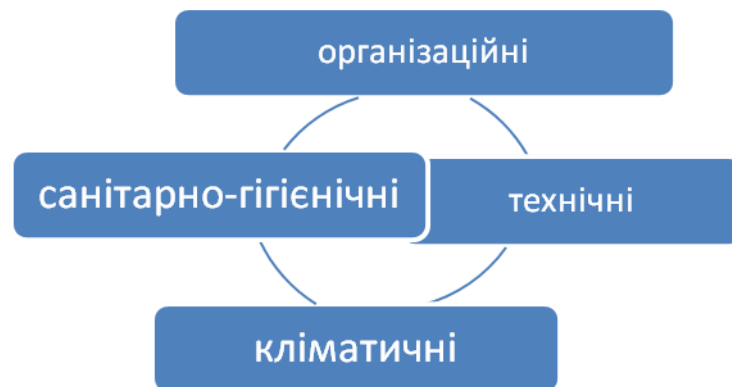 організаційні
санітарно-гігієнічні
технічні
кліматичні